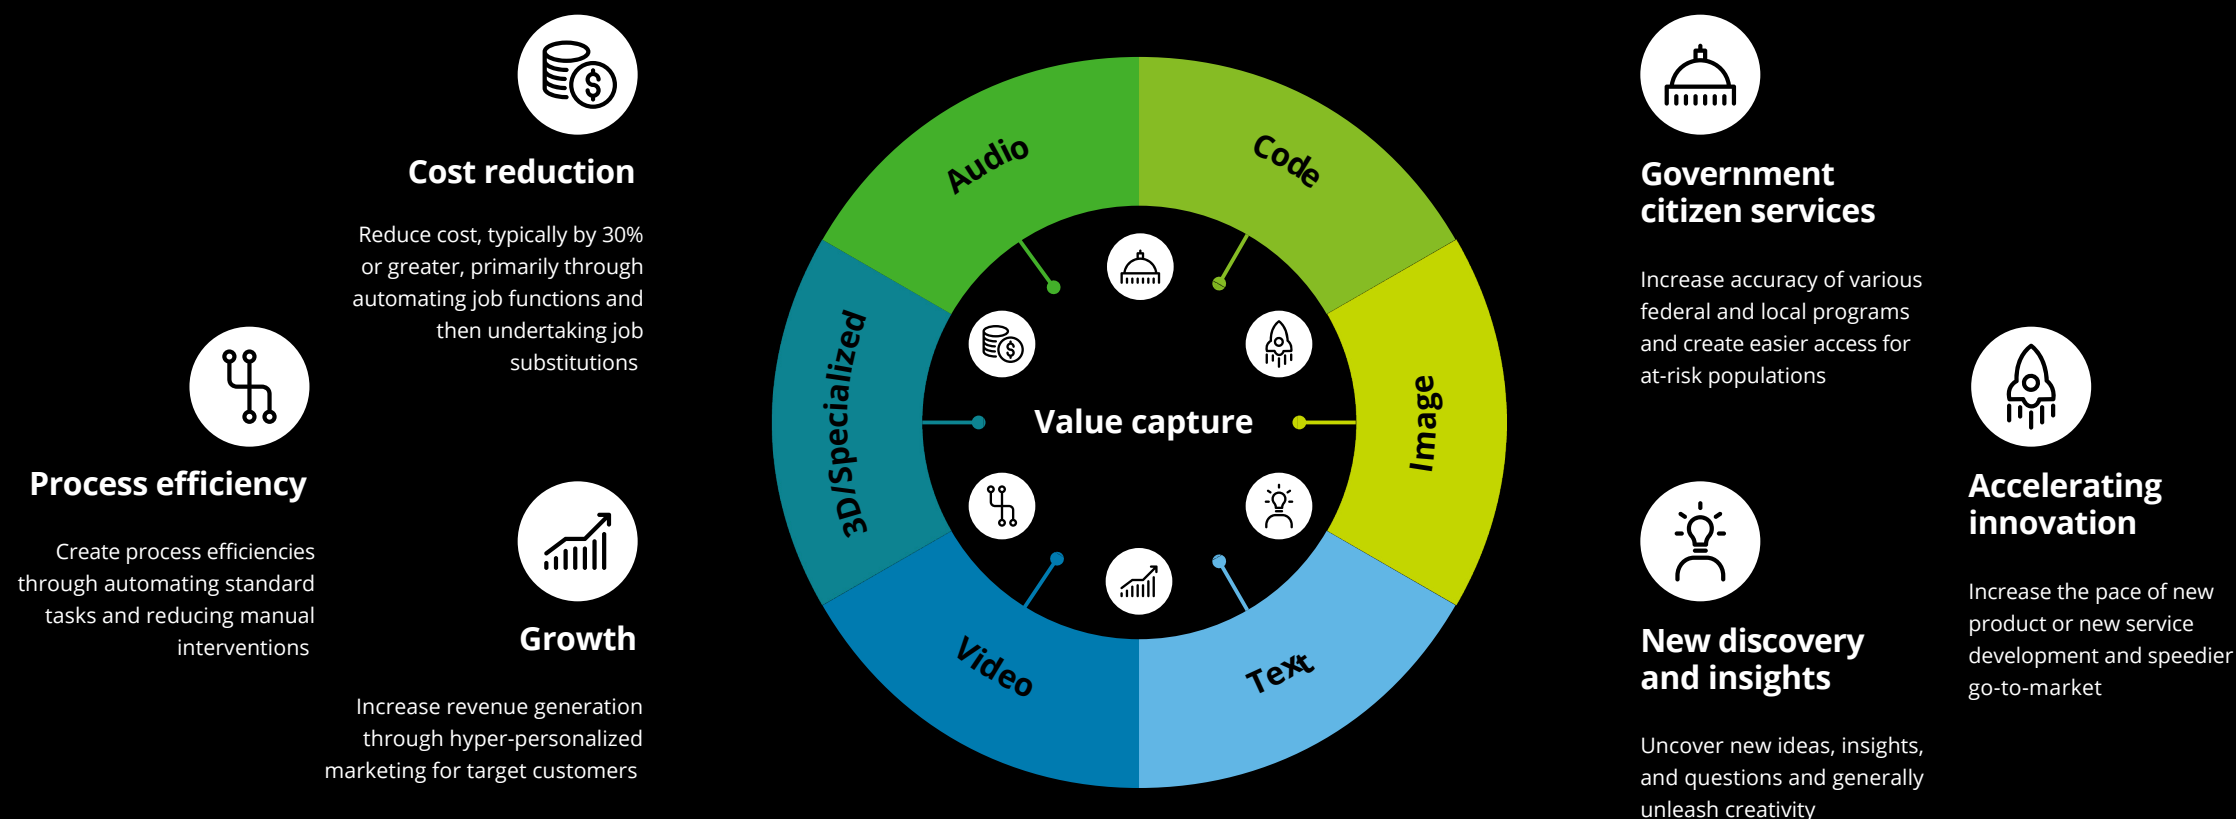 Cost reduction
Reduce cost, typically by 30%
or greater, primarily through
automating job functions and
then undertaking job
substitutions
Process efficiency
Create process efficiencies
through automating standard
tasks and reducing manual
interventions
Growth
Increase revenue generation
through hyper-personalized
marketing for target customers
Audio
Code
3D/Specialized
Value capture
Image
Video
Text
Government
citizen services
Increase accuracy of various
federal and local programs
and create easier access for
at-risk populations
Accelerating
innovation
Increase the pace of new
product or new service
development and speedier
go-to-market
New discovery
and insights
Uncover new ideas, insights,
and questions and generally
unleash creativity